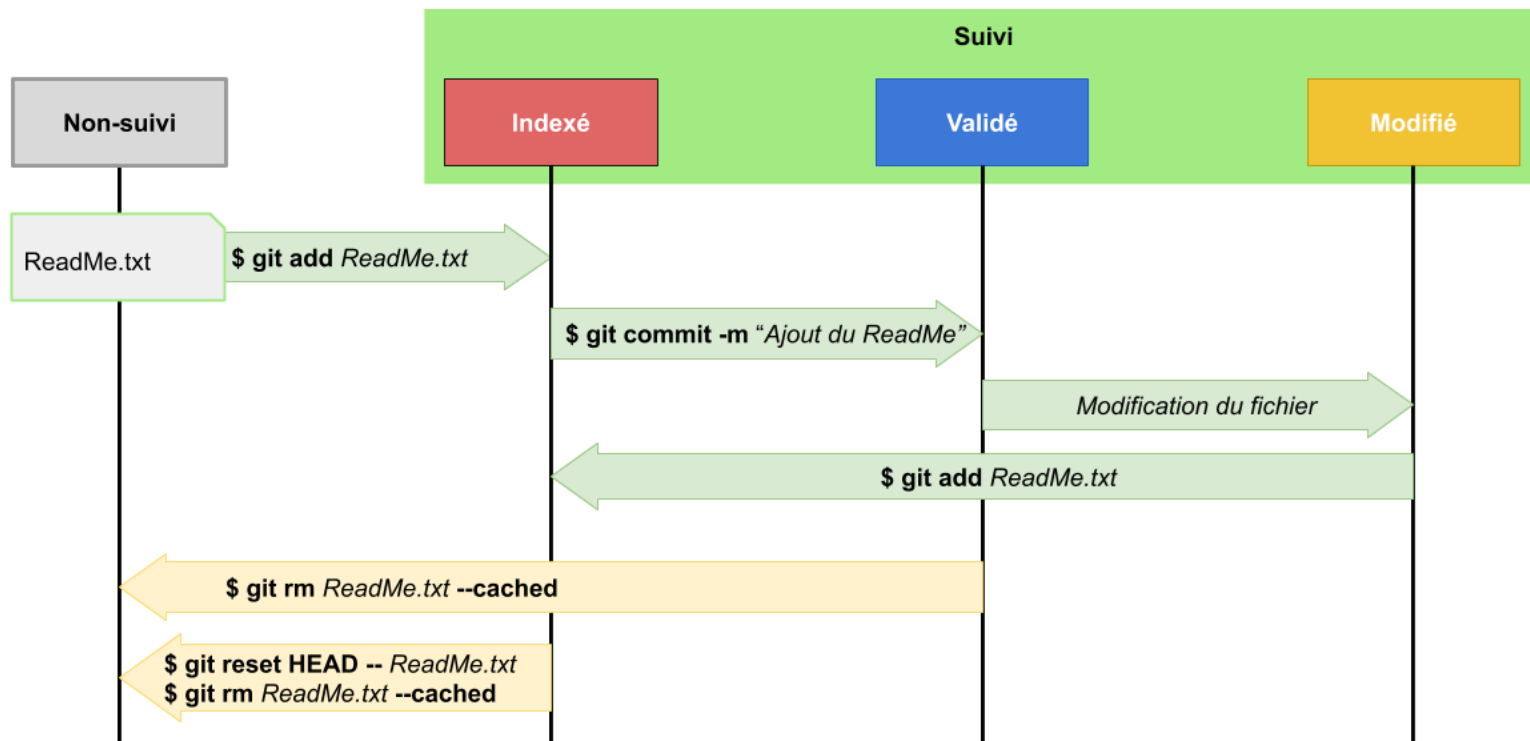 Suivi
Non-suivi
Indexé
Validé
Modifié
ReadMe.txt
$ git add ReadMe.txt
$ git commit -m “Ajout du ReadMe”
Modification du fichier
$ git add ReadMe.txt
$ git rm ReadMe.txt --cached
$ git reset HEAD -- ReadMe.txt
$ git rm ReadMe.txt --cached